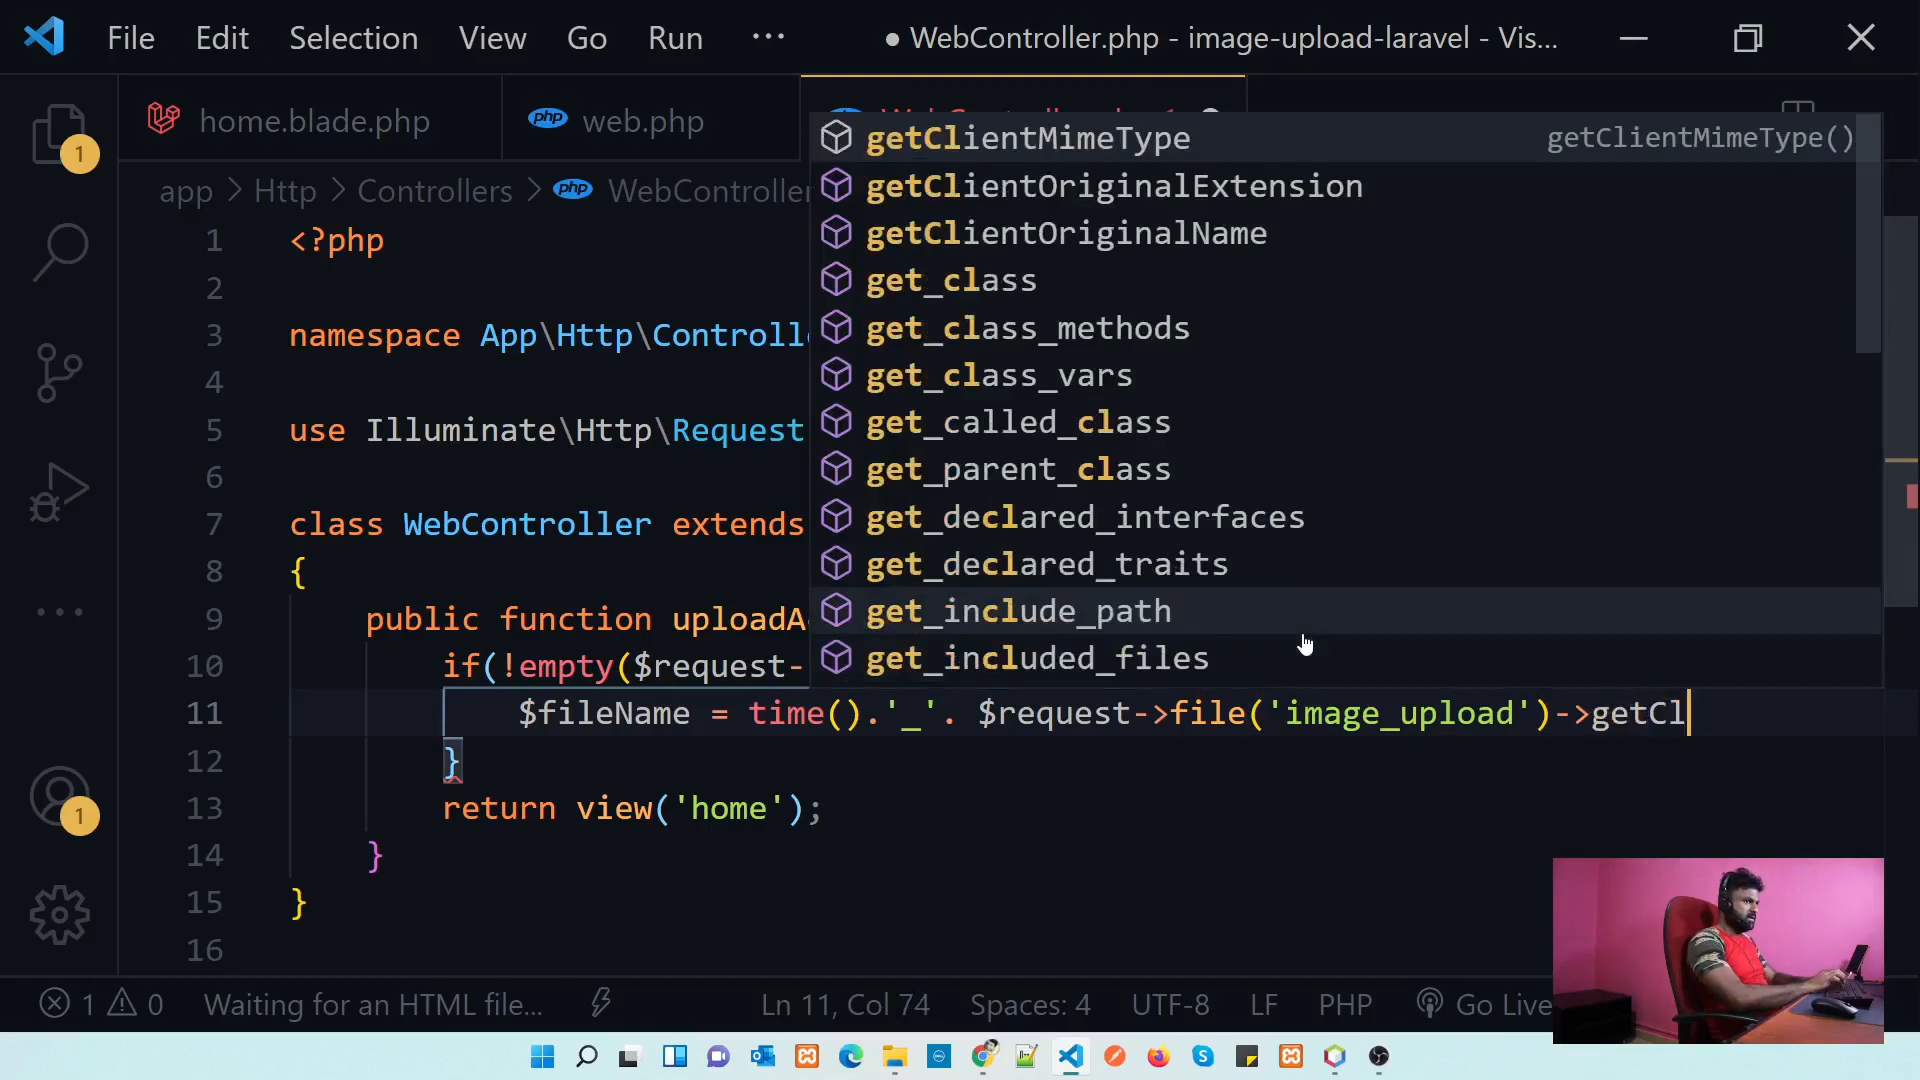 File Edit Selection View Go Run ··· ● WebController.php - image-upload-laravel - Vis...
home.blade.php
php web.php
1
app > Http > Controllers > php WebController
getClientMimeType getClientMimeType()
getClientOriginalExtension
getClientOriginalName
get_class
get_class_methods
get_class_vars
get_called_class
get_parent_class
get_declared_interfaces
get_declared_traits
get_include_path
get_included_files
1 <?php
2
3 namespace App\Http\Controlle
4
5 use Illuminate\Http\Request
6
7 class WebController extends
8 {
9 public function uploadA
10 if(!empty($request-
11 $fileName = time().'_'. $request->file('image_upload')->getCl
12 }
13 return view('home');
14 }
15 }
16
1
1 0 Waiting for an HTML file... Ln 11, Col 74 Spaces: 4 UTF-8 LF PHP Go Live